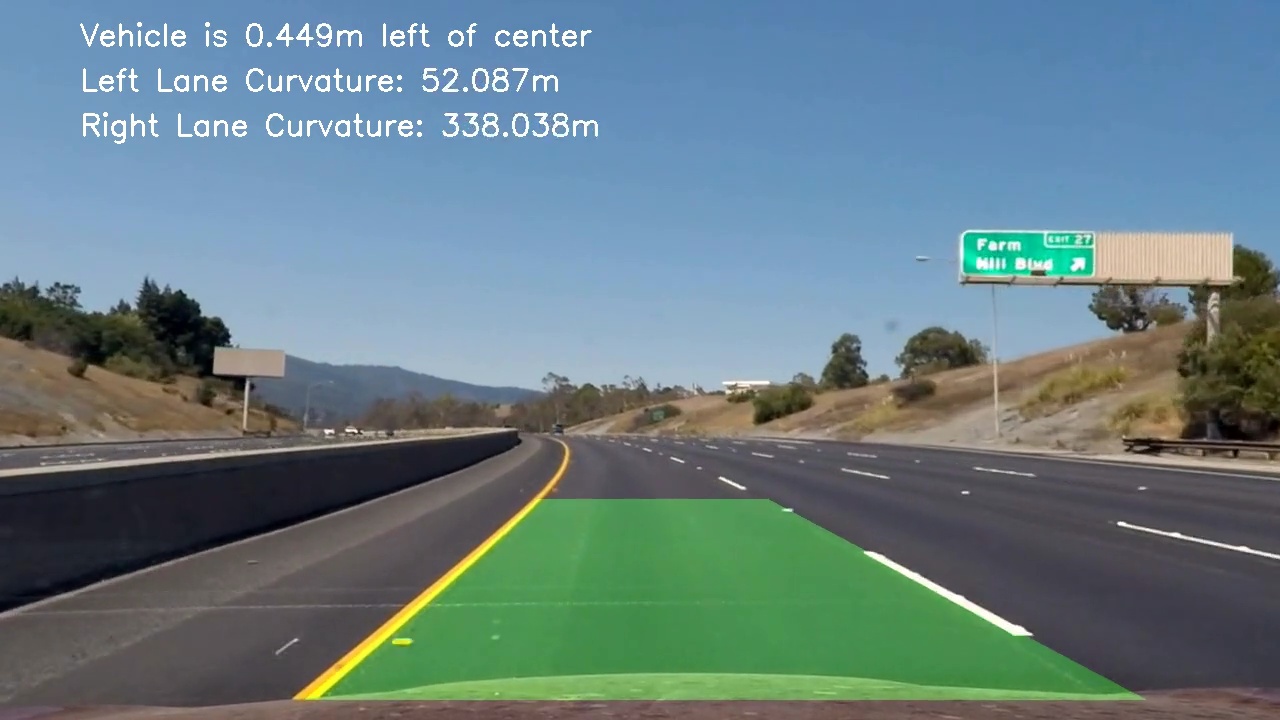 Vehicle is 0.449m left of center
Left Lane Curvature: 52.087m
Right Lane Curvature: 338.038m
EXIT 27
Farm
Hill Blvd